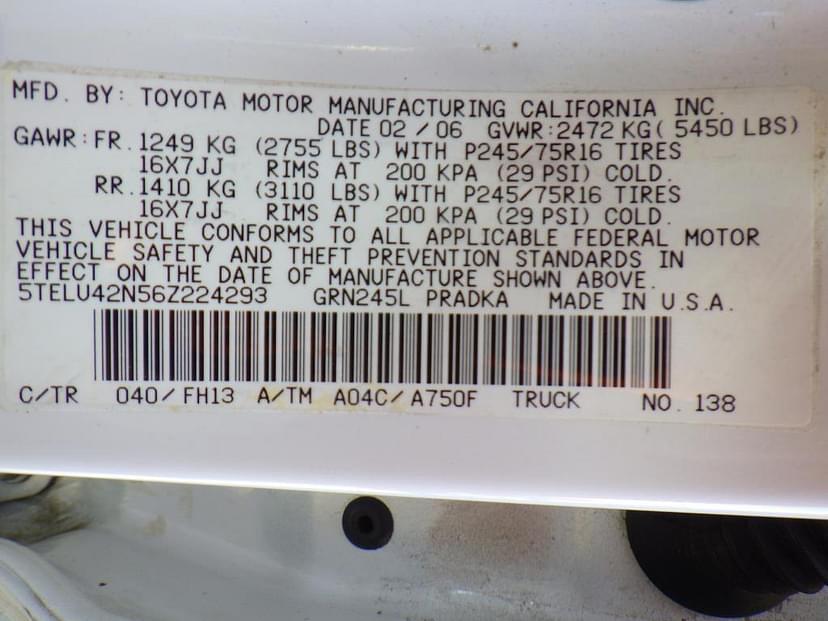 MFD. BY: TOYOTA MOTOR MANUFACTURING CALIFORNIA INC.
DATE 02 / 06 GVWR: 2472 KG ( 5450 LBS)
GAWR: FR. 1249 KG (2755 LBS) WITH P245/75R16 TIRES
16X7JJ RIMS AT 200 KPA (29 PSI) COLD.
RR. 1410 KG (3110 LBS) WITH P245/75R16 TIRES
16X7JJ RIMS AT 200 KPA (29 PSI) COLD.
THIS VEHICLE CONFORMS TO ALL APPLICABLE FEDERAL MOTOR
VEHICLE SAFETY AND THEFT PREVENTION STANDARDS IN
EFFECT ON THE DATE OF MANUFACTURE SHOWN ABOVE.
5TELU42N56Z224293 GRN245L PRADKA MADE IN U.S.A.
C/TR 040/FH13 A/TM A04C/A750F TRUCK NO. 138